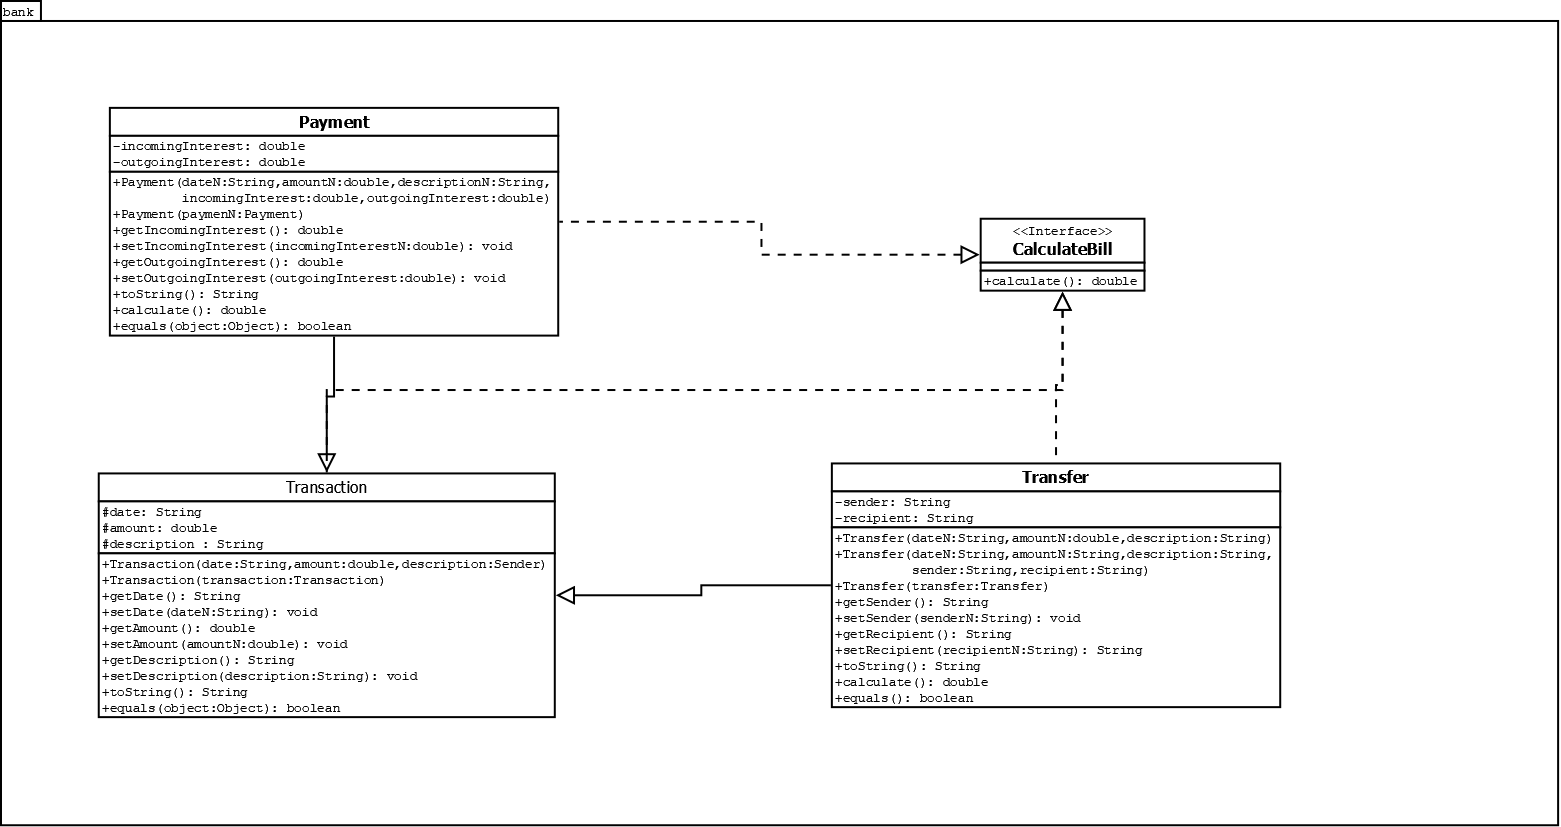 bank
Payment
-incomingInterest: double
-outgoingInterest: double
+Payment(dateN:String,amountN:double,descriptionN:String,
incomingInterest:double,outgoingInterest:double)
+Payment(paymenN:Payment)
+getIncomingInterest(): double
+setIncomingInterest(incomingInterestN:double): void
+getOutgoingInterest(): double
+setOutgoingInterest(outgoingInterest:double): void
+toString(): String
+calculate(): double
+equals(object:Object): boolean
<<Interface>>
CalculateBill
+calculate(): double
Transaction
#date: String
#amount: double
#description : String
+Transaction(date:String,amount:double,description:Sender)
+Transaction(transaction:Transaction)
+getDate(): String
+setDate(dateN:String): void
+getAmount(): double
+setAmount(amountN:double): void
+getDescription(): String
+setDescription(description:String): void
+toString(): String
+equals(object:Object): boolean
Transfer
-sender: String
-recipient: String
+Transfer(dateN:String,amountN:double,description:String)
+Transfer(dateN:String,amountN:String,description:String,
sender:String,recipient:String)
+Transfer(transfer:Transfer)
+getSender(): String
+setSender(senderN:String): void
+getRecipient(): String
+setRecipient(recipientN:String): String
+toString(): String
+calculate(): double
+equals(): boolean